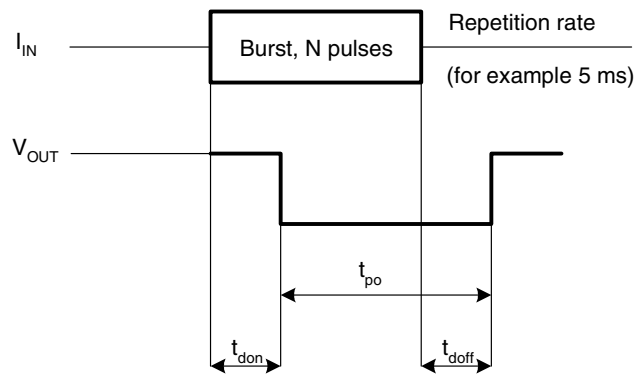 Repetition rate
I_IN
Burst, N pulses
(for example 5 ms)
V_OUT
t_po
t_don
t_doff